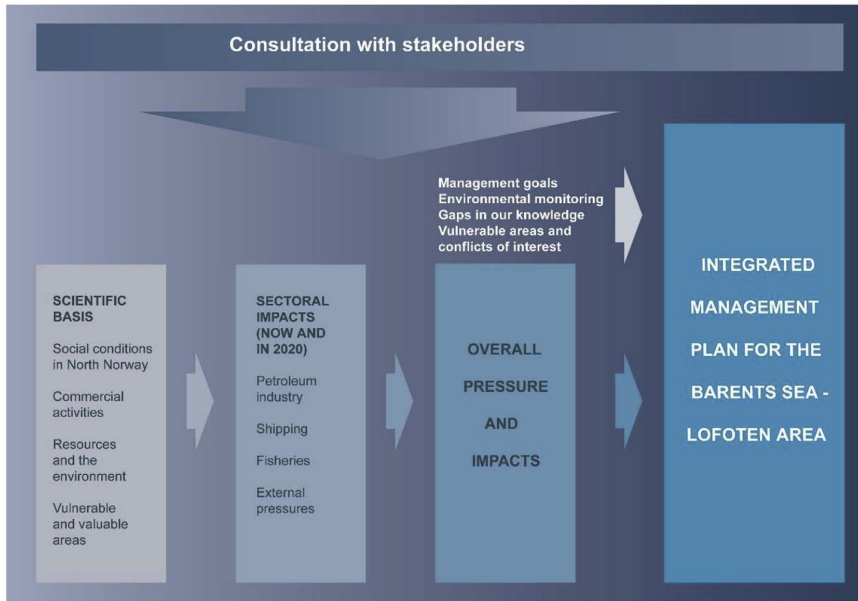 Consultation with stakeholders
Management goals
Environmental monitoring
Gaps in our knowledge
Vulnerable areas and
conflicts of interest
SCIENTIFIC
BASIS
Social conditions
in North Norway
Commercial
activities
Resources
and the
environment
Vulnerable
and valuable
areas
SECTORAL
IMPACTS
(NOW AND
IN 2020)
Petroleum
industry
Shipping
Fisheries
External
pressures
OVERALL
PRESSURE
AND
IMPACTS
INTEGRATED
MANAGEMENT
PLAN FOR THE
BARENTS SEA -
LOFOTEN AREA